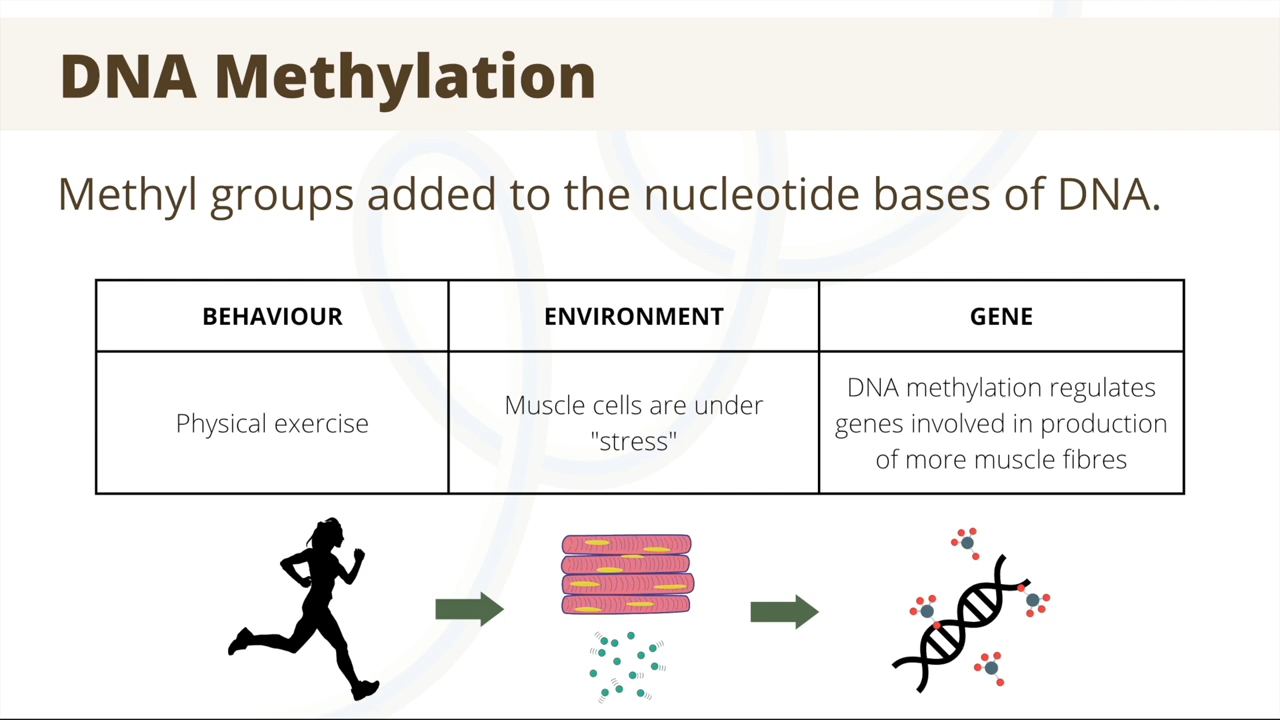 DNA Methylation
Methyl groups added to the nucleotide bases of DNA.
BEHAVIOUR
ENVIRONMENT
GENE
Physical exercise
Muscle cells are under
"stress"
DNA methylation regulates
genes involved in production
of more muscle fibres